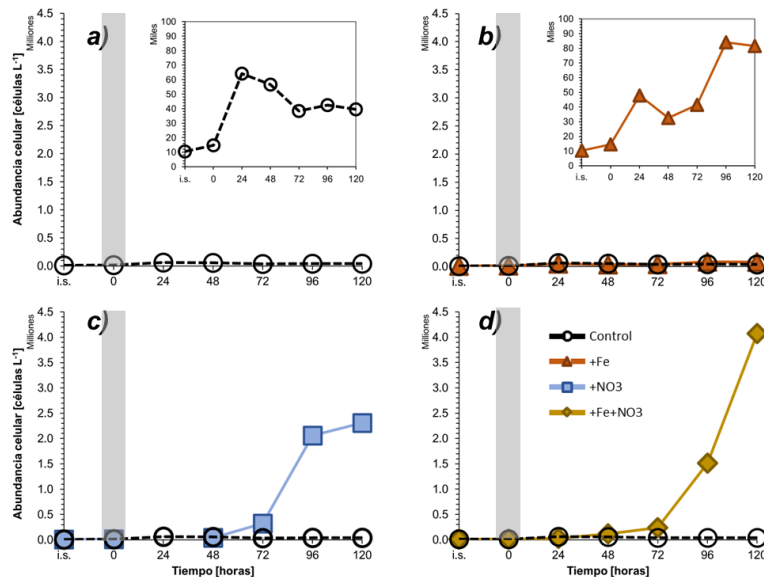 a)
Millones
Abundancia celular [células L⁻¹]
4.5
4.0
3.5
3.0
2.5
2.0
1.5
1.0
0.5
0.0
i.s. 0 24 48 72 96 120
Miles
100
90
80
70
60
50
40
30
20
10
0
i.s. 0 24 48 72 96 120
b)
Millones
4.5
4.0
3.5
3.0
2.5
2.0
1.5
1.0
0.5
0.0
i.s. 0 24 48 72 96 120
Miles
100
90
80
70
60
50
40
30
20
10
0
i.s. 0 24 48 72 96 120
c)
Millones
Abundancia celular [células L⁻¹]
4.5
4.0
3.5
3.0
2.5
2.0
1.5
1.0
0.5
0.0
i.s. 0 24 48 72 96 120
Tiempo [horas]
d)
Millones
4.5
4.0
3.5
3.0
2.5
2.0
1.5
1.0
0.5
0.0
i.s. 0 24 48 72 96 120
Tiempo [horas]
Control
+Fe
+NO3
+Fe+NO3